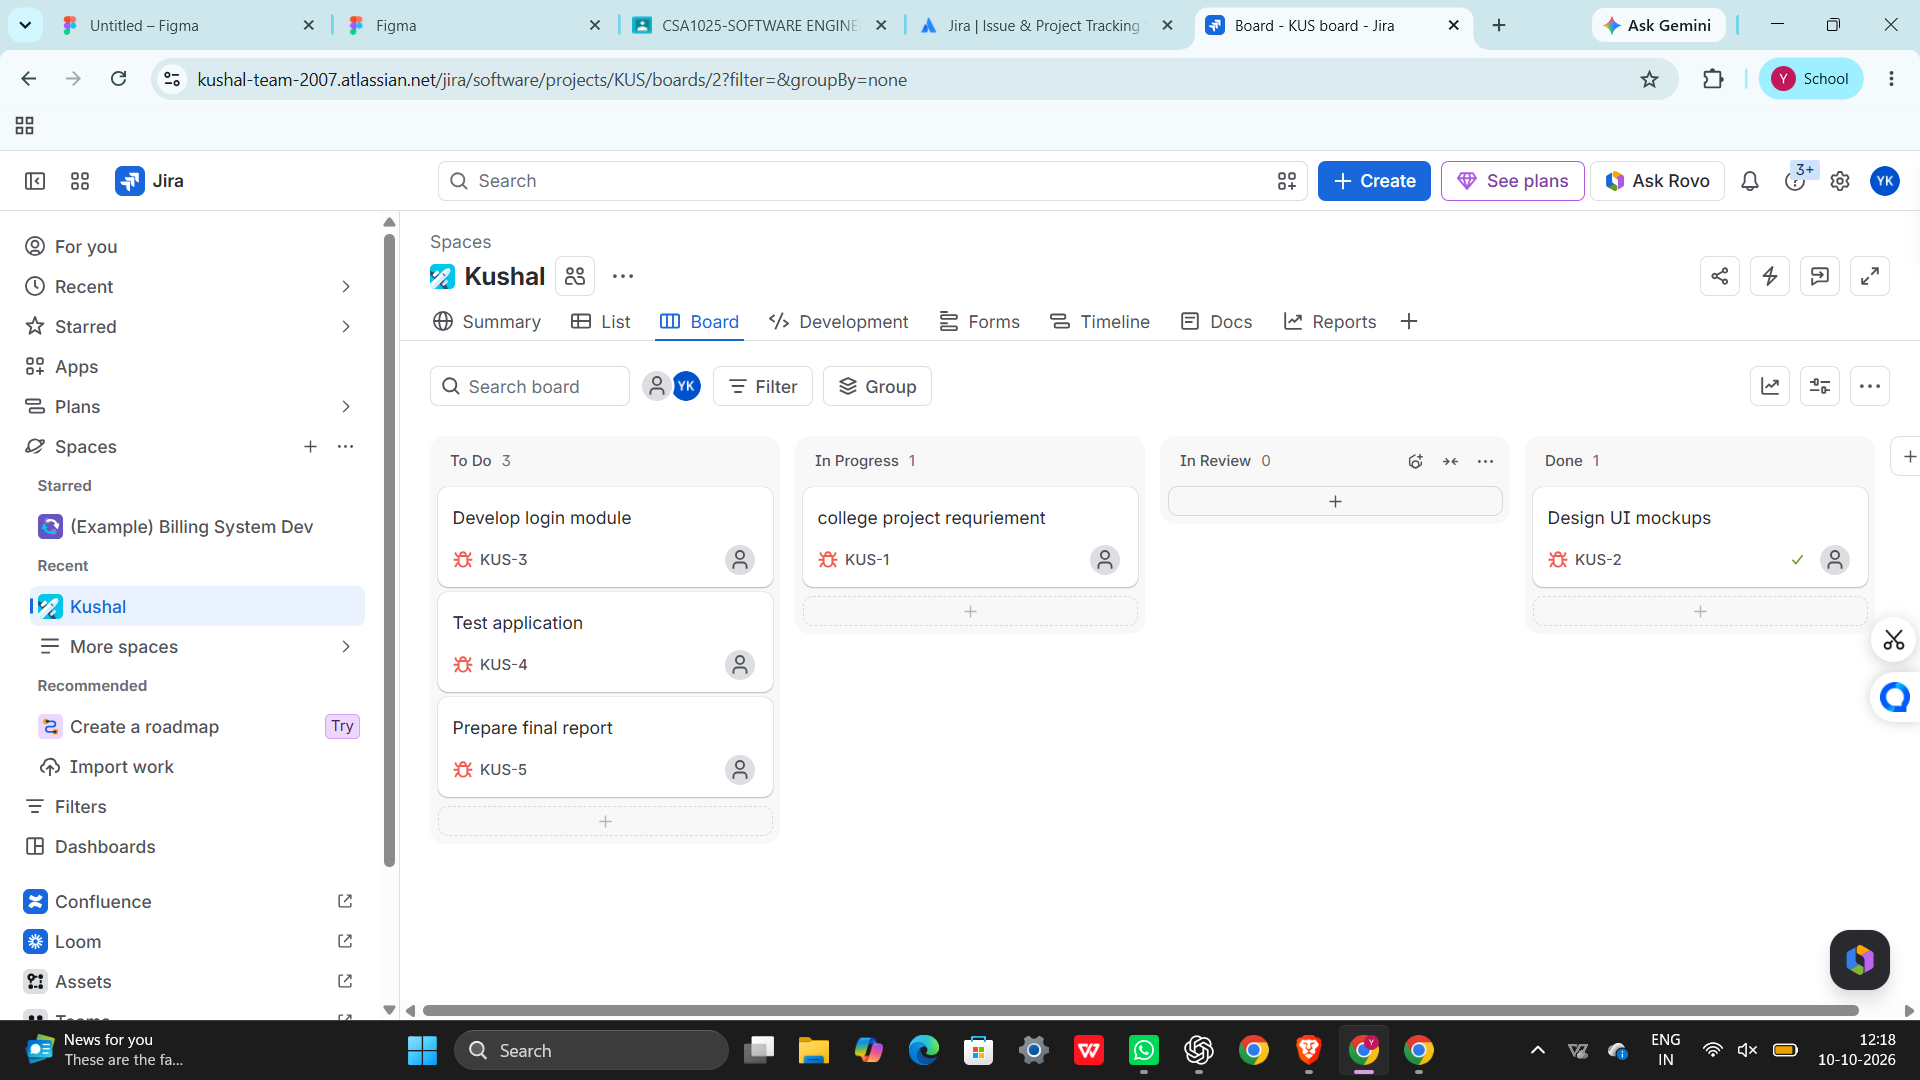 Untitled – Figma
Figma
CSA1025-SOFTWARE ENGINE
Jira | Issue & Project Tracking
Board - KUS board - Jira
Ask Gemini
kushal-team-2007.atlassian.net/jira/software/projects/KUS/boards/2?filter=&groupBy=none
Y School
Jira
Search
Create
See plans
Ask Rovo
3+
YK
For you
Recent
Starred
Apps
Plans
Spaces
Starred
(Example) Billing System Dev
Recent
Kushal
More spaces
Recommended
Create a roadmap
Try
Import work
Filters
Dashboards
Confluence
Loom
Assets
Teams
Spaces
Kushal
Summary
List
Board
Development
Forms
Timeline
Docs
Reports
Search board
YK
Filter
Group
To Do 3
Develop login module
KUS-3
Test application
KUS-4
Prepare final report
KUS-5
In Progress 1
college project requriement
KUS-1
In Review 0
Done 1
Design UI mockups
KUS-2
News for you
These are the fa...
Search
ENG
IN
12:18
10-10-2026